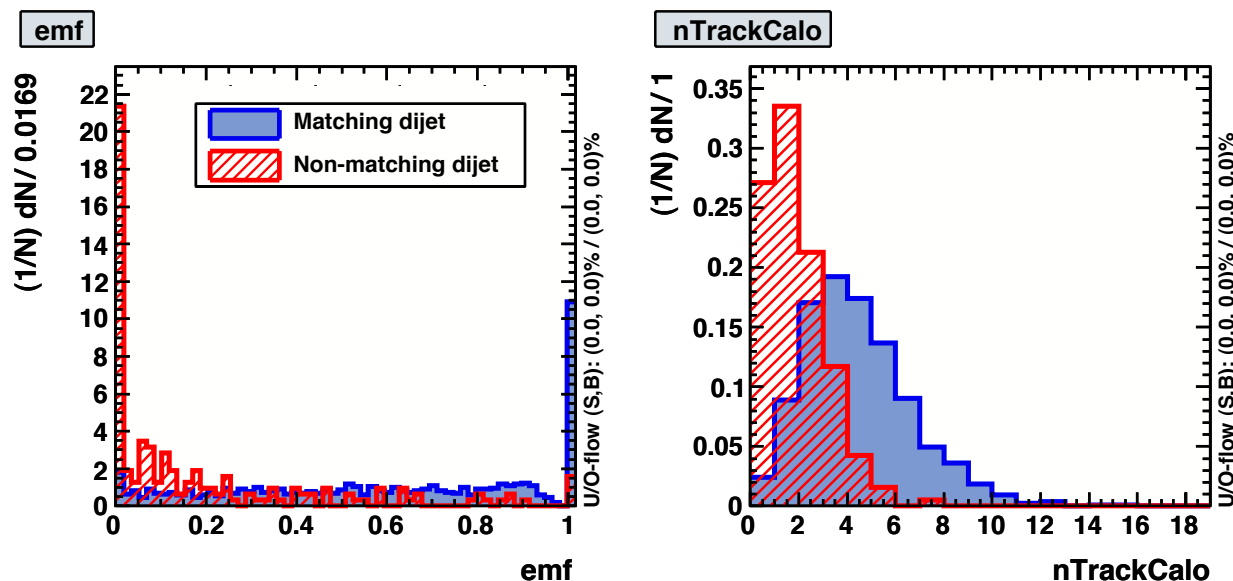 emf
(1/N) dN/ 0.0169
22
20
18
16
14
12
10
8
6
4
2
0
0 0.2 0.4 0.6 0.8 1
emf
Matching dijet
Non-matching dijet
U/O-flow (S,B): (0.0, 0.0)% / (0.0, 0.0)%
nTrackCalo
(1/N) dN/ 1
0.35
0.3
0.25
0.2
0.15
0.1
0.05
0
0 2 4 6 8 10 12 14 16 18
nTrackCalo
U/O-flow (S,B): (0.0, 0.0)% / (0.0, 0.0)%